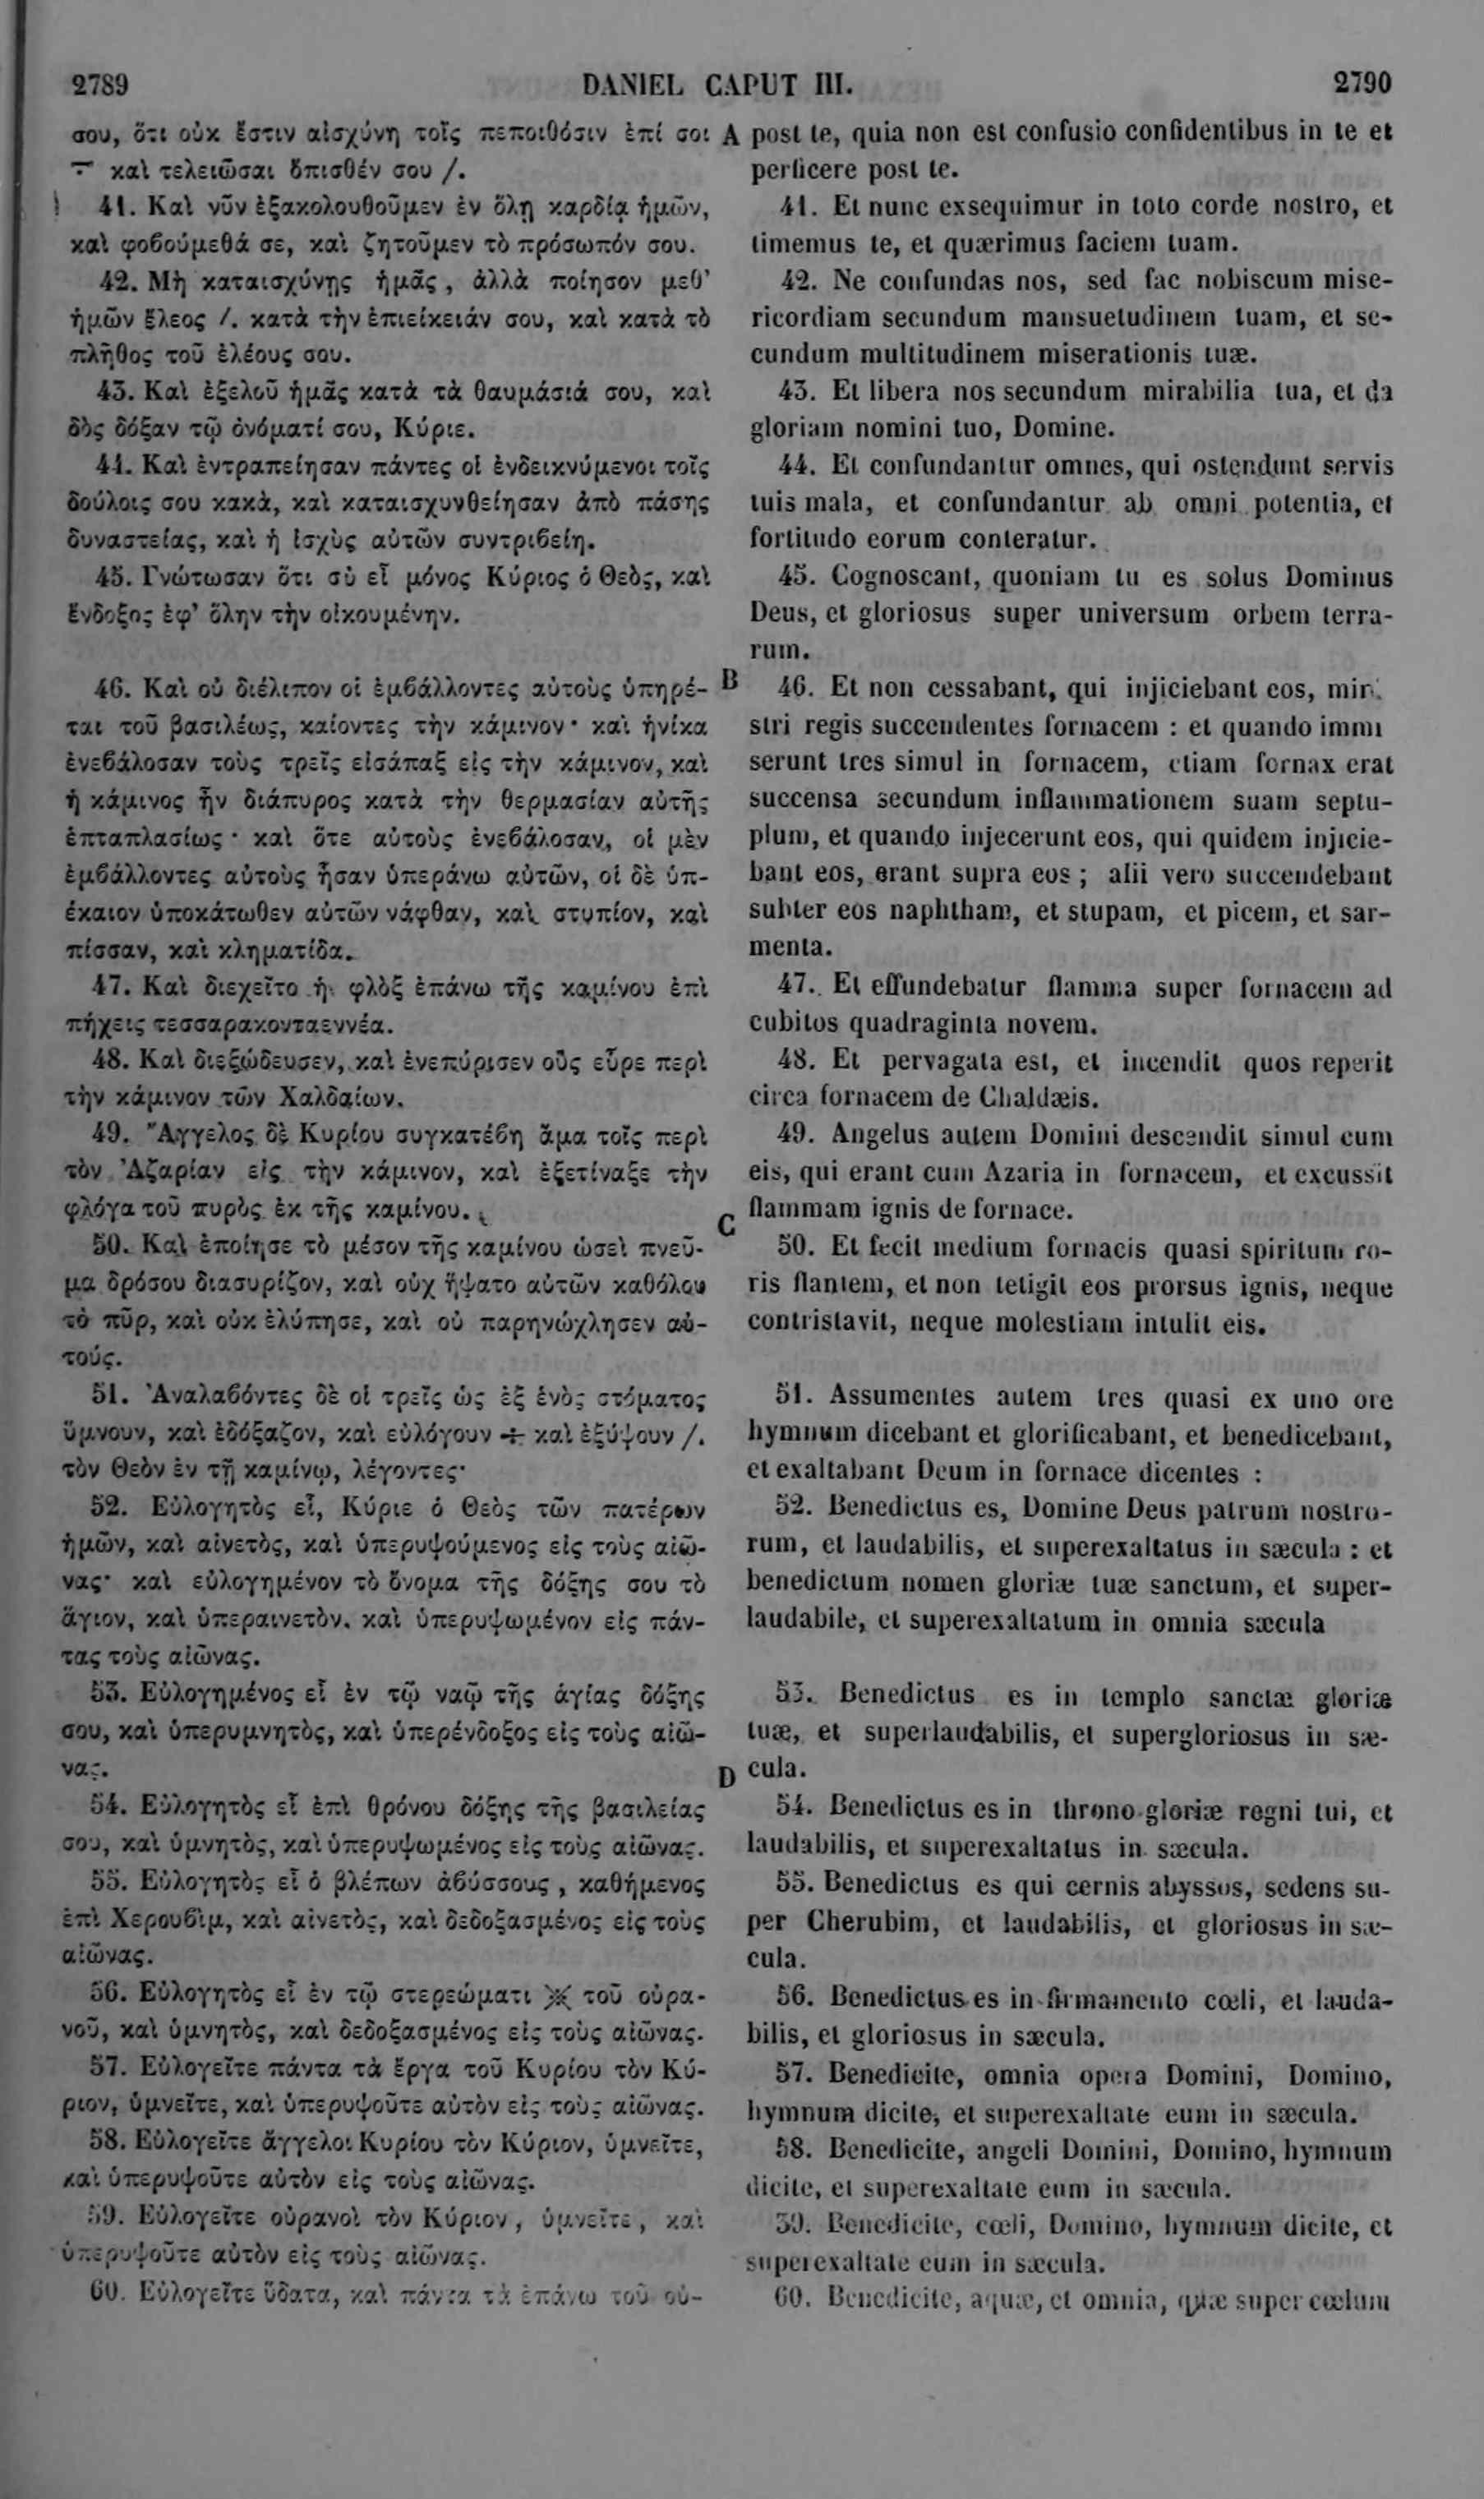 2789
DANIEL CAPUT III.
2790
σου, ὅτι οὐκ ἔστιν αἰσχύνη τοῖς πεποιθόσιν ἐπί σοι
⁓ καὶ τελειῶσαι ὄπισθέν σου /.
41. Καὶ νῦν ἐξακολουθοῦμεν ἐν ὅλῃ καρδίᾳ ἡμῶν,
καὶ φοβούμεθά σε, καὶ ζητοῦμεν τὸ πρόσωπόν σου.
42. Μὴ καταισχύνῃς ἡμᾶς, ἀλλὰ ποίησον μεθ'
ἡμῶν ἔλεος /. κατὰ τὴν ἐπιείκειάν σου, καὶ κατὰ τὸ
πλῆθος τοῦ ἐλέους σου.
43. Καὶ ἐξελοῦ ἡμᾶς κατὰ τὰ θαυμάσιά σου, καὶ
δὸς δόξαν τῷ ὀνόματί σου, Κύριε.
44. Καὶ ἐντραπείησαν πάντες οἱ ἐνδεικνύμενοι τοῖς
δούλοις σου κακὰ, καὶ καταισχυνθείησαν ἀπὸ πάσης
δυναστείας, καὶ ἡ ἰσχὺς αὐτῶν συντριβείη.
45. Γνώτωσαν ὅτι σὺ εἶ μόνος Κύριος ὁ Θεὸς, καὶ
ἔνδοξος ἐφ' ὅλην τὴν οἰκουμένην.
46. Καὶ οὐ διέλιπον οἱ ἐμβάλλοντες αὐτοὺς ὑπηρέ-
ται τοῦ βασιλέως, καίοντες τὴν κάμινον· καὶ ἡνίκα
ἐνεβάλοσαν τοὺς τρεῖς εἰσάπαξ εἰς τὴν κάμινον, καὶ
ἡ κάμινος ἦν διάπυρος κατὰ τὴν θερμασίαν αὐτῆς
ἑπταπλασίως· καὶ ὅτε αὐτοὺς ἐνεβάλοσαν, οἱ μὲν
ἐμβάλλοντες αὐτοὺς ἦσαν ὑπεράνω αὐτῶν, οἱ δὲ ὑπ-
έκαιον ὑποκάτωθεν αὐτῶν νάφθαν, καὶ στυπίον, καὶ
πίσσαν, καὶ κληματίδα.
47. Καὶ διεχεῖτο ἡ φλὸξ ἐπάνω τῆς καμίνου ἐπὶ
πήχεις τεσσαρακονταεννέα.
48. Καὶ διεξώδευσεν, καὶ ἐνεπύρισεν οὓς εὗρε περὶ
τὴν κάμινον τῶν Χαλδαίων.
49. Ἄγγελος δὲ Κυρίου συγκατέβη ἅμα τοῖς περὶ
τὸν Ἀζαρίαν εἰς τὴν κάμινον, καὶ ἐξετίναξε τὴν
φλόγα τοῦ πυρὸς ἐκ τῆς καμίνου.
50. Καὶ ἐποίησε τὸ μέσον τῆς καμίνου ὡσεὶ πνεῦ-
μα δρόσου διασυρίζον, καὶ οὐχ ἥψατο αὐτῶν καθόλου
τὸ πῦρ, καὶ οὐκ ἐλύπησε, καὶ οὐ παρηνώχλησεν αὐ-
τούς.
51. Ἀναλαβόντες δὲ οἱ τρεῖς ὡς ἐξ ἑνὸς στόματος
ὕμνουν, καὶ ἐδόξαζον, καὶ εὐλόγουν ÷ καὶ ἐξύψουν /.
τὸν Θεὸν ἐν τῇ καμίνῳ, λέγοντες·
52. Εὐλογητὸς εἶ, Κύριε ὁ Θεὸς τῶν πατέρων
ἡμῶν, καὶ αἰνετὸς, καὶ ὑπερυψούμενος εἰς τοὺς αἰῶ-
νας· καὶ εὐλογημένον τὸ ὄνομα τῆς δόξης σου τὸ
ἅγιον, καὶ ὑπεραινετὸν, καὶ ὑπερυψωμένον εἰς πάν-
τας τοὺς αἰῶνας.
53. Εὐλογημένος εἶ ἐν τῷ ναῷ τῆς ἁγίας δόξης
σου, καὶ ὑπερυμνητὸς, καὶ ὑπερένδοξος εἰς τοὺς αἰῶ-
νας.
54. Εὐλογητὸς εἶ ἐπὶ θρόνου δόξης τῆς βασιλείας
σου, καὶ ὑμνητὸς, καὶ ὑπερυψωμένος εἰς τοὺς αἰῶνας.
55. Εὐλογητὸς εἶ ὁ βλέπων ἀβύσσους, καθήμενος
ἐπὶ Χερουβὶμ, καὶ αἰνετὸς, καὶ δεδοξασμένος εἰς τοὺς
αἰῶνας.
56. Εὐλογητὸς εἶ ἐν τῷ στερεώματι ※ τοῦ οὐρα-
νοῦ, καὶ ὑμνητὸς, καὶ δεδοξασμένος εἰς τοὺς αἰῶνας.
57. Εὐλογεῖτε πάντα τὰ ἔργα τοῦ Κυρίου τὸν Κύ-
ριον, ὑμνεῖτε, καὶ ὑπερυψοῦτε αὐτὸν εἰς τοὺς αἰῶνας.
58. Εὐλογεῖτε ἄγγελοι Κυρίου τὸν Κύριον, ὑμνεῖτε,
καὶ ὑπερυψοῦτε αὐτὸν εἰς τοὺς αἰῶνας.
59. Εὐλογεῖτε οὐρανοὶ τὸν Κύριον, ὑμνεῖτε, καὶ
ὑπερυψοῦτε αὐτὸν εἰς τοὺς αἰῶνας.
60. Εὐλογεῖτε ὕδατα, καὶ πάντα τὰ ἐπάνω τοῦ οὐ-
A
B
C
D
post te, quia non est confusio confidentibus in te et
perficere post te.
41. Et nunc exsequimur in toto corde nostro, et
timemus te, et quærimus faciem tuam.
42. Ne confundas nos, sed fac nobiscum mise-
ricordiam secundum mansuetudinem tuam, et se-
cundum multitudinem miserationis tuæ.
43. Et libera nos secundum mirabilia tua, et da
gloriam nomini tuo, Domine.
44. Et confundantur omnes, qui ostendunt servis
tuis mala, et confundantur ab omni potentia, et
fortitudo eorum conteratur.
45. Cognoscant, quoniam tu es solus Dominus
Deus, et gloriosus super universum orbem terra-
rum.
46. Et non cessabant, qui injiciebant eos, mini-
stri regis succendentes fornacem : et quando immi
serunt tres simul in fornacem, etiam fornax erat
succensa secundum inflammationem suam septu-
plum, et quando injecerunt eos, qui quidem injicie-
bant eos, erant supra eos ; alii vero succendebant
subter eos naphtham, et stupam, et picem, et sar-
menta.
47. Et effundebatur flamma super fornacem ad
cubitos quadraginta novem.
48. Et pervagata est, et incendit quos reperit
circa fornacem de Chaldæis.
49. Angelus autem Domini descendit simul cum
eis, qui erant cum Azaria in fornacem, et excussit
flammam ignis de fornace.
50. Et fecit medium fornacis quasi spiritum ro-
ris flantem, et non tetigit eos prorsus ignis, neque
contristavit, neque molestiam intulit eis.
51. Assumentes autem tres quasi ex uno ore
hymnum dicebant et glorificabant, et benedicebant,
et exaltabant Deum in fornace dicentes :
52. Benedictus es, Domine Deus patrum nostro-
rum, et laudabilis, et superexaltatus in sæcula : et
benedictum nomen gloriæ tuæ sanctum, et super-
laudabile, et superexaltatum in omnia sæcula
53. Benedictus es in templo sanctæ gloriæ
tuæ, et superlaudabilis, et supergloriosus in sæ-
cula.
54. Benedictus es in throno gloriæ regni tui, et
laudabilis, et superexaltatus in sæcula.
55. Benedictus es qui cernis abyssos, sedens su-
per Cherubim, et laudabilis, et gloriosus in sæ-
cula.
56. Benedictus es in firmamento cœli, et lauda-
bilis, et gloriosus in sæcula.
57. Benedicite, omnia opera Domini, Domino,
hymnum dicite, et superexaltate eum in sæcula.
58. Benedicite, angeli Domini, Domino, hymnum
dicite, et superexaltate eum in sæcula.
59. Benedicite, cœli, Domino, hymnum dicite, et
superexaltate eum in sæcula.
60. Benedicite, aquæ, et omnia, quæ super cœlum